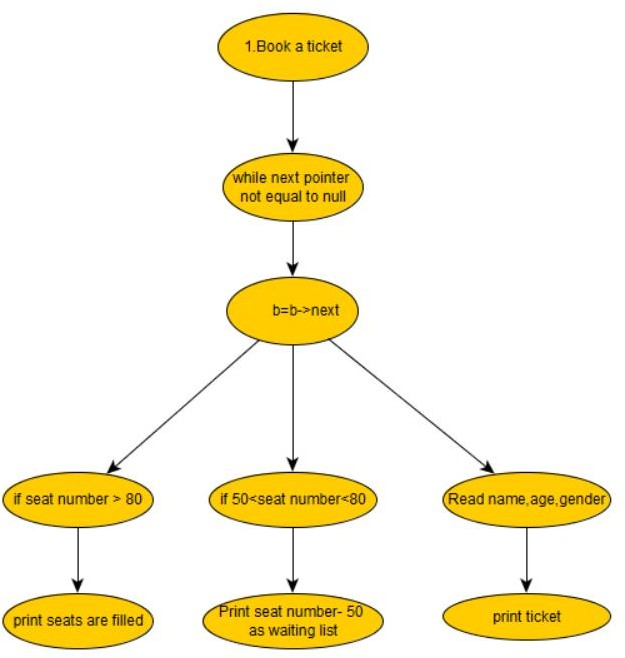 1.Book a ticket
while next pointer
not equal to null
b=b->next
if seat number > 80
if 50<seat number<80
Read name,age,gender
print seats are filled
Print seat number- 50
as waiting list
print ticket